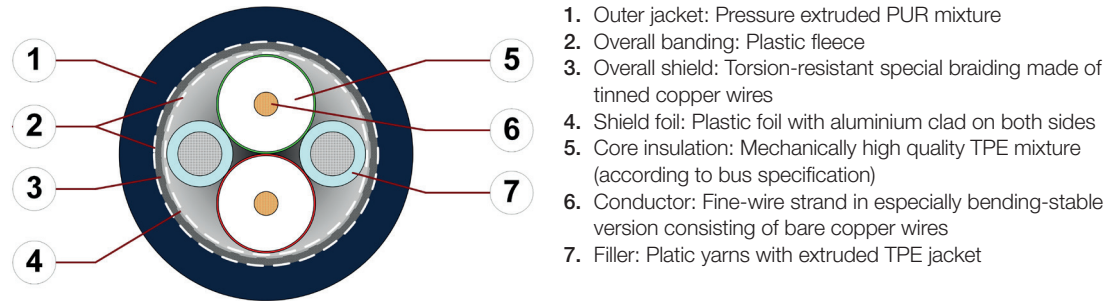 1
2
3
4
5
6
7
1. Outer jacket: Pressure extruded PUR mixture
2. Overall banding: Plastic fleece
3. Overall shield: Torsion-resistant special braiding made of
tinned copper wires
4. Shield foil: Plastic foil with aluminium clad on both sides
5. Core insulation: Mechanically high quality TPE mixture
(according to bus specification)
6. Conductor: Fine-wire strand in especially bending-stable
version consisting of bare copper wires
7. Filler: Platic yarns with extruded TPE jacket